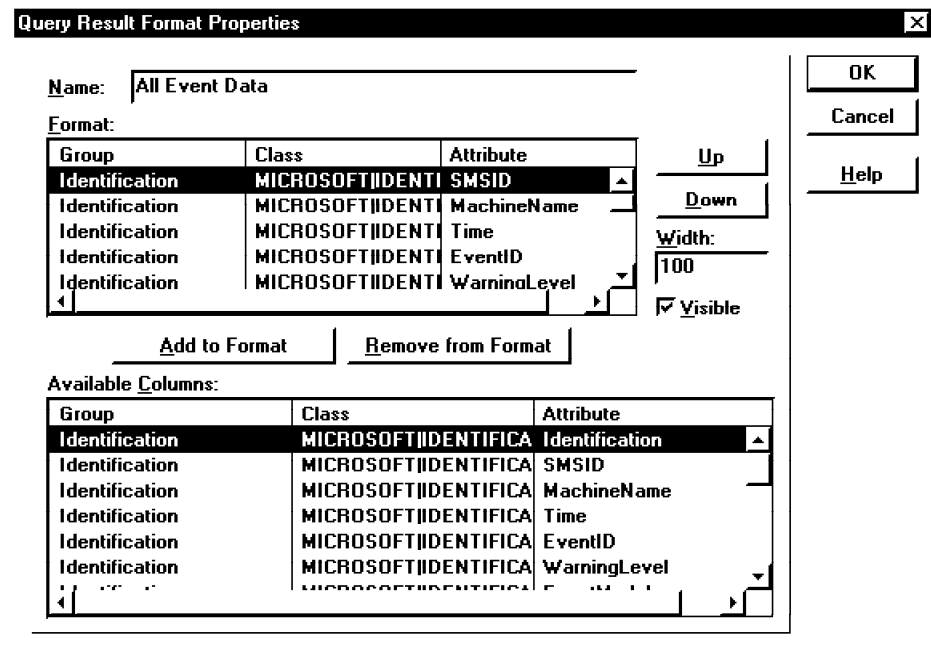 Query Result Format Properties
Name: All Event Data
OK
Cancel
Help
Format:
Group Class Attribute
Identification MICROSOFT|IDENTI SMSID
Identification MICROSOFT|IDENTI MachineName
Identification MICROSOFT|IDENTI Time
Identification MICROSOFT|IDENTI EventID
Identification MICROSOFT|IDENTI WarningLevel
Up
Down
Width:
100
Visible
Add to Format Remove from Format
Available Columns:
Group Class Attribute
Identification MICROSOFT|IDENTIFICA Identification
Identification MICROSOFT|IDENTIFICA SMSID
Identification MICROSOFT|IDENTIFICA MachineName
Identification MICROSOFT|IDENTIFICA Time
Identification MICROSOFT|IDENTIFICA EventID
Identification MICROSOFT|IDENTIFICA WarningLevel